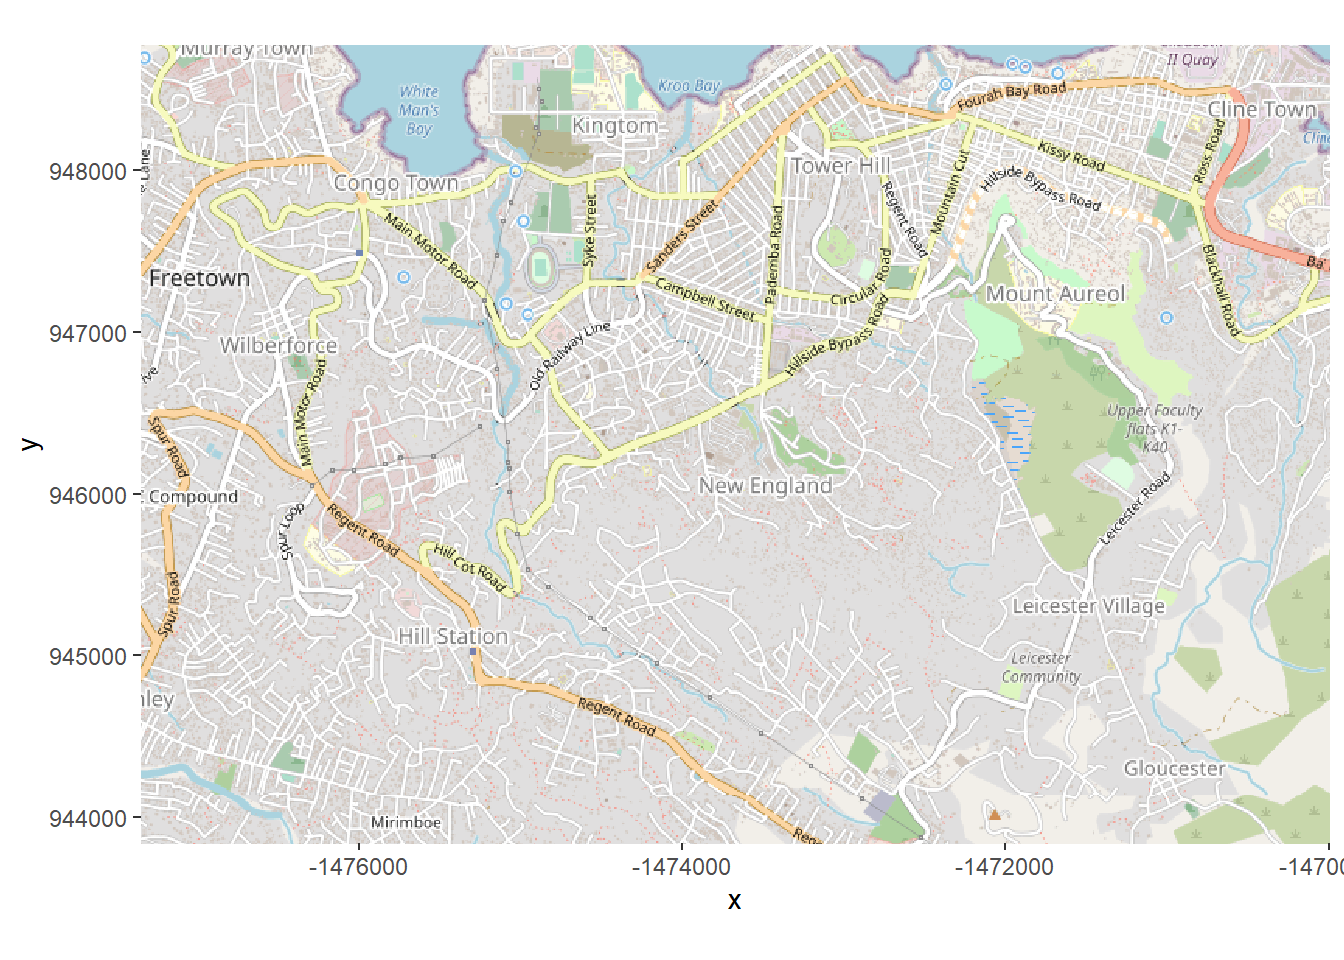 Murray Town
II Quay
White
Man's
Bay
Kroo Bay
Fourah Bay Road
Cline Town
Kingtom
Kissy Road
Ross Road
Tower Hill
Mountain Cut
Hillside Bypass Road
Congo Town
Regent Road
Main Motor Road
Syke Street
Sanders Street
Pademba Road
Circular Road
Blackhall Road
Freetown
Campbell Street
Mount Aureol
Wilberforce
Old Railway Line
Hillside Bypass Road
Main Motor Road
Upper Faculty
flats K1-
K40
Spur Road
New England
Compound
Leicester Road
Spur Loop
Regent Road
Hill Cot Road
Spur Road
Leicester Village
Hill Station
Leicester
Community
Regent Road
Gloucester
Mirimboe
948000
947000
946000
945000
944000
y
-1476000
-1474000
-1472000
x